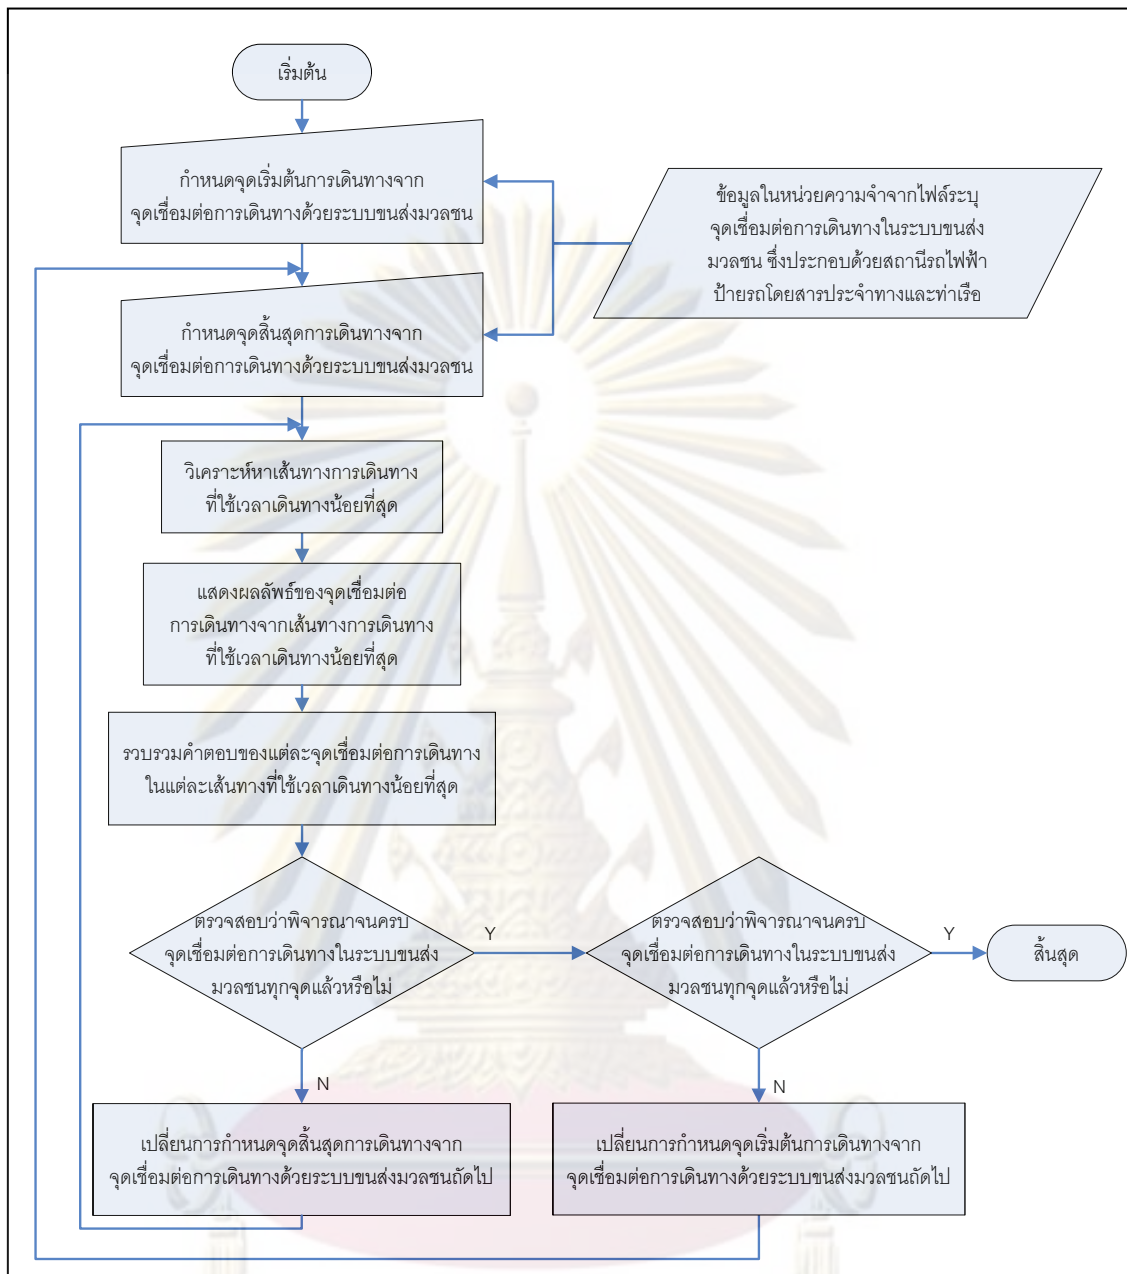 เริ่มต้น
กำหนดจุดเริ่มต้นการเดินทางจาก
จุดเชื่อมต่อการเดินทางด้วยระบบขนส่งมวลชน
ข้อมูลในหน่วยความจำจากไฟล์ระบุ
จุดเชื่อมต่อการเดินทางในระบบขนส่ง
มวลชน ซึ่งประกอบด้วยสถานีรถไฟฟ้า
ป้ายรถโดยสารประจำทางและท่าเรือ
กำหนดจุดสิ้นสุดการเดินทางจาก
จุดเชื่อมต่อการเดินทางด้วยระบบขนส่งมวลชน
วิเคราะห์หาเส้นทางการเดินทาง
ที่ใช้เวลาเดินทางน้อยที่สุด
แสดงผลลัพธ์ของจุดเชื่อมต่อ
การเดินทางจากเส้นทางการเดินทาง
ที่ใช้เวลาเดินทางน้อยที่สุด
รวบรวมคำตอบของแต่ละจุดเชื่อมต่อการเดินทาง
ในแต่ละเส้นทางที่ใช้เวลาเดินทางน้อยที่สุด
ตรวจสอบว่าพิจารณาจนครบ
จุดเชื่อมต่อการเดินทางในระบบขนส่ง
มวลชนทุกจุดแล้วหรือไม่
Y
ตรวจสอบว่าพิจารณาจนครบ
จุดเชื่อมต่อการเดินทางในระบบขนส่ง
มวลชนทุกจุดแล้วหรือไม่
Y
สิ้นสุด
N
N
เปลี่ยนการกำหนดจุดสิ้นสุดการเดินทางจาก
จุดเชื่อมต่อการเดินทางด้วยระบบขนส่งมวลชนถัดไป
เปลี่ยนการกำหนดจุดเริ่มต้นการเดินทางจาก
จุดเชื่อมต่อการเดินทางด้วยระบบขนส่งมวลชนถัดไป